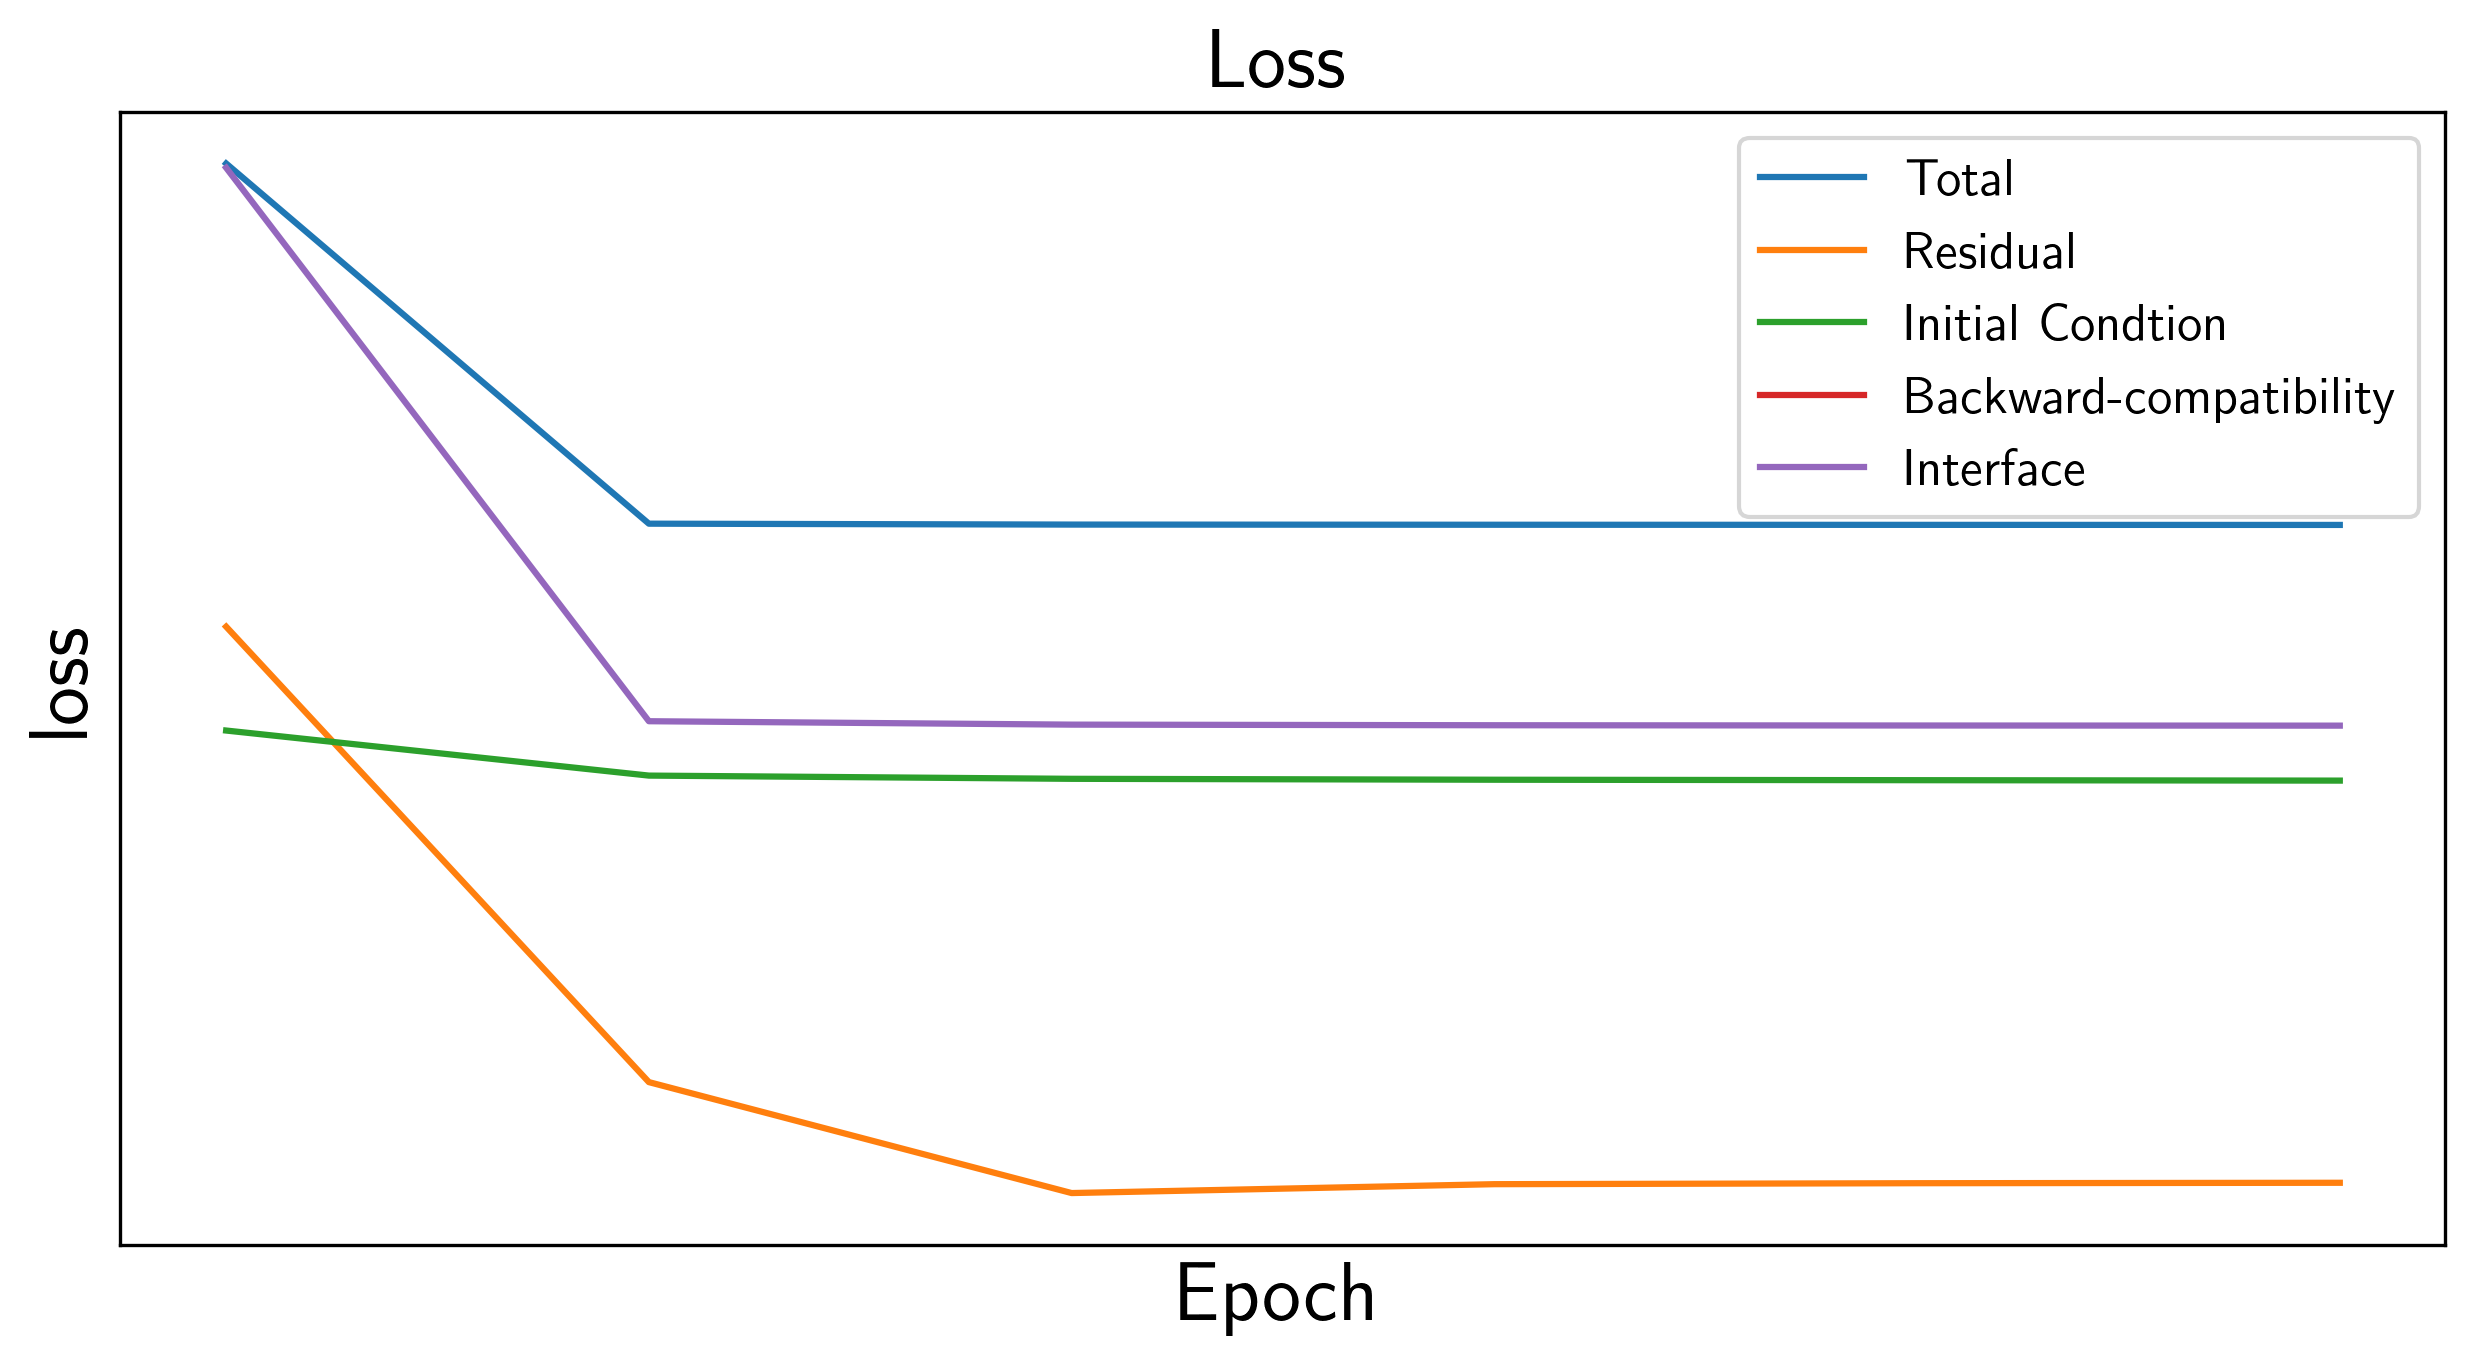 Loss
Total
Residual
Initial Condtion
Backward-compatibility
Interface
loss
Epoch